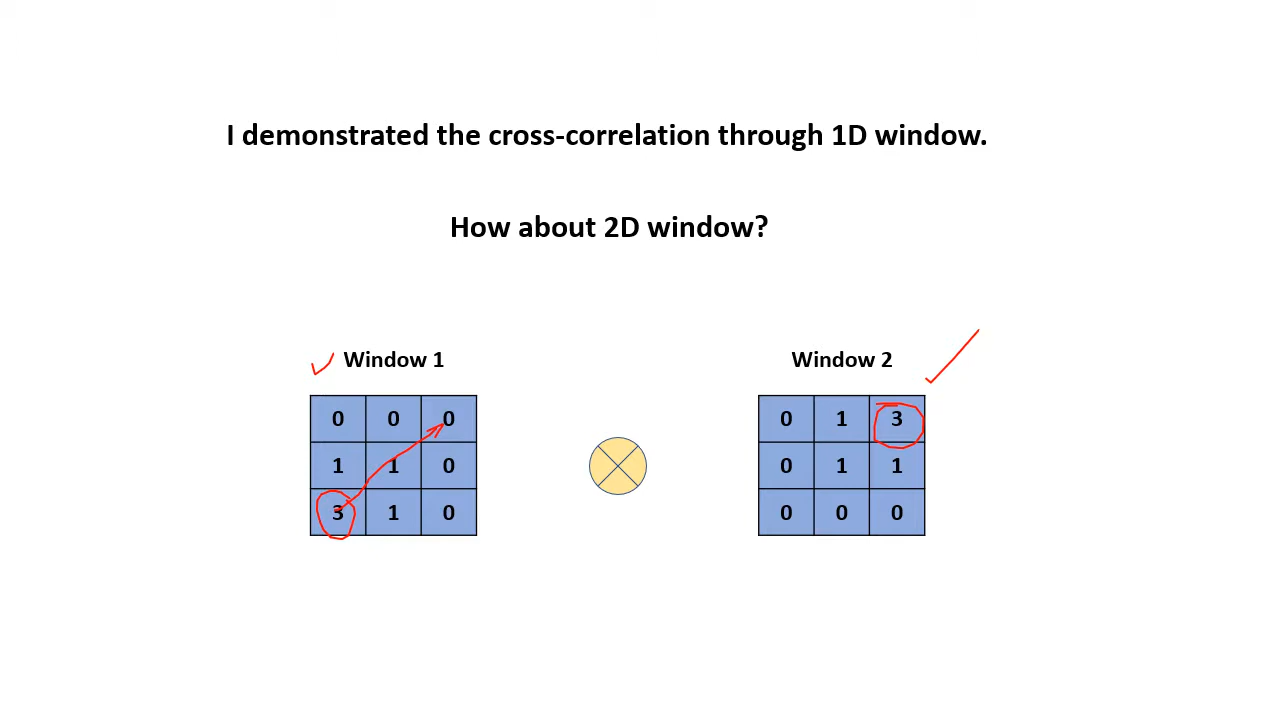 I demonstrated the cross-correlation through 1D window.
How about 2D window?
Window 1
Window 2
0 0 0
0 1 3
1 1 0
0 1 1
3 1 0
0 0 0